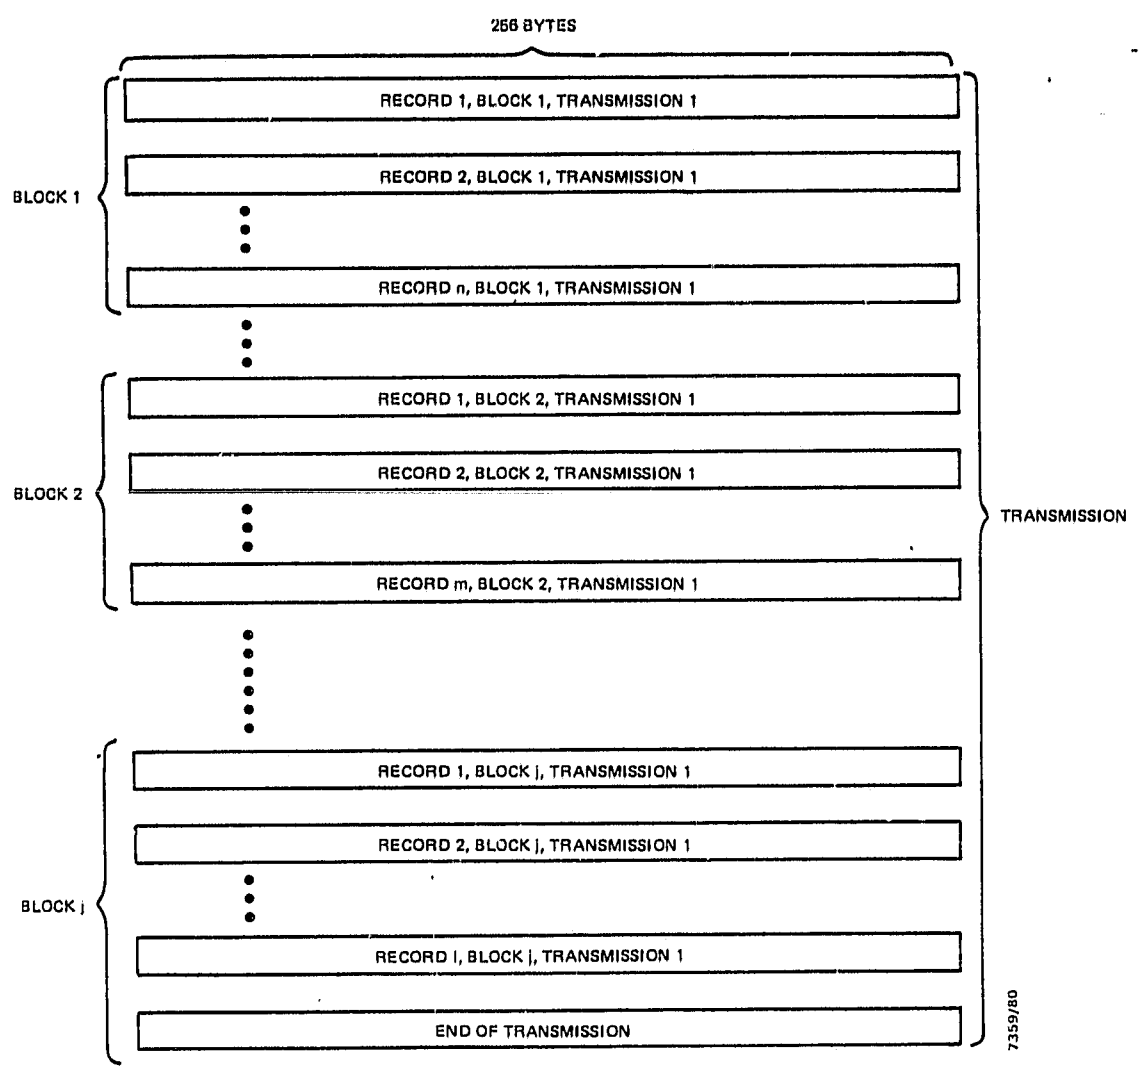 256 BYTES
RECORD 1, BLOCK 1, TRANSMISSION 1
RECORD 2, BLOCK 1, TRANSMISSION 1
BLOCK 1
RECORD n, BLOCK 1, TRANSMISSION 1
RECORD 1, BLOCK 2, TRANSMISSION 1
RECORD 2, BLOCK 2, TRANSMISSION 1
BLOCK 2
TRANSMISSION
RECORD m, BLOCK 2, TRANSMISSION 1
RECORD 1, BLOCK j, TRANSMISSION 1
RECORD 2, BLOCK j, TRANSMISSION 1
BLOCK j
RECORD l, BLOCK j, TRANSMISSION 1
END OF TRANSMISSION
7359/80